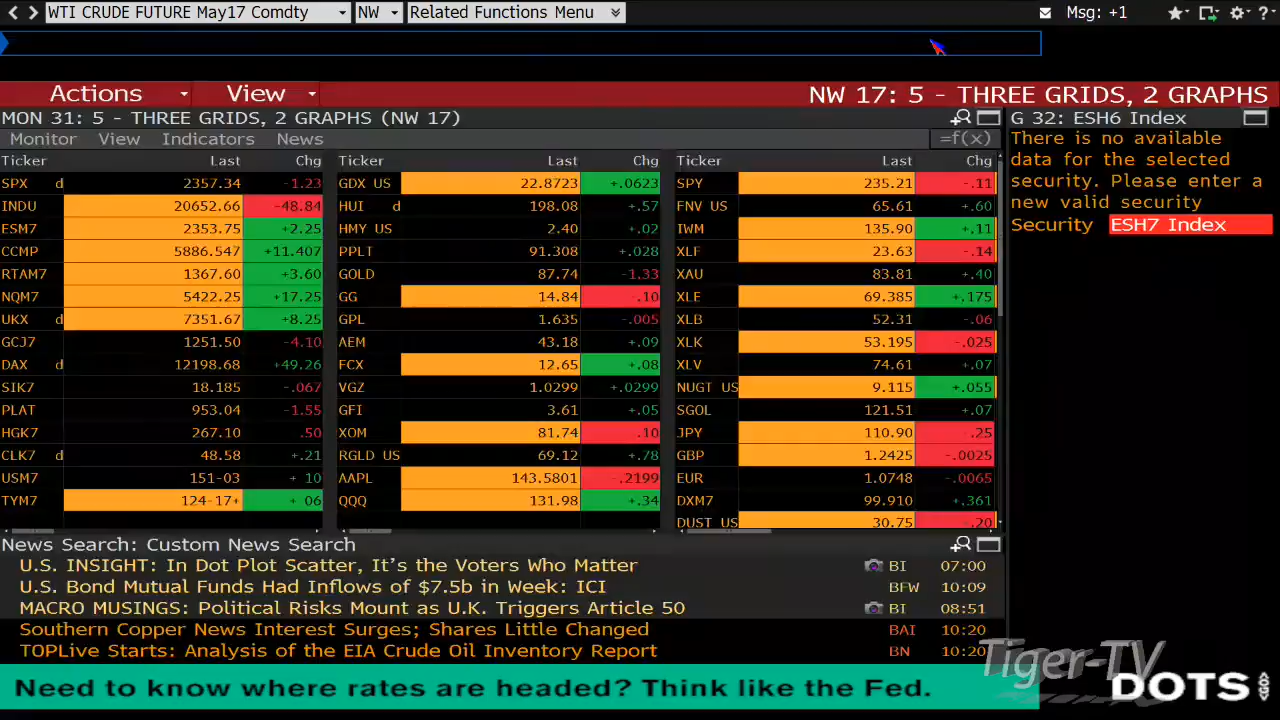 WTI CRUDE FUTURE May17 Comdty NW Related Functions Menu Msg: +1 ?
Actions View NW 17: 5 - THREE GRIDS, 2 GRAPHS
MON 31: 5 - THREE GRIDS, 2 GRAPHS (NW 17)
Monitor View Indicators News =f(x)
Ticker Last Chg Ticker Last Chg Ticker Last Chg
SPX d 2357.34 -1.23 GDX US 22.8723 +.0623 SPY 235.21 -.11
INDU 20652.66 -48.84 HUI d 198.08 +.57 FNV US 65.61 +.60
ESM7 2353.75 +2.25 HMY US 2.40 +.02 IWM 135.90 +.11
CCMP 5886.547 +11.407 PPLT 91.308 +.028 XLF 23.63 -.14
RTAM7 1367.60 +3.60 GOLD 87.74 -1.33 XAU 83.81 +.40
NQM7 5422.25 +17.25 GG 14.84 -.10 XLE 69.385 +.175
UKX d 7351.67 +8.25 GPL 1.635 -.005 XLB 52.31 -.06
GCJ7 1251.50 -4.10 AEM 43.18 +.09 XLK 53.195 -.025
DAX d 12198.68 +49.26 FCX 12.65 +.08 XLV 74.61 +.07
SIK7 18.185 -.067 VGZ 1.0299 +.0299 NUGT US 9.115 +.055
PLAT 953.04 -1.55 GFI 3.61 +.05 SGOL 121.51 +.07
HGK7 267.10 .50 XOM 81.74 .10 JPY 110.90 .25
CLK7 d 48.58 +.21 RGLD US 69.12 +.78 GBP 1.2425 -.0025
USM7 151-03 + 10 AAPL 143.5801 -.2199 EUR 1.0748 -.0065
TYM7 124-17+ + 06 QQQ 131.98 +.34 DXM7 99.910 +.361
DUST US 30.75 -.20
G 32: ESH6 Index
There is no available
data for the selected
security. Please enter a
new valid security
Security ESH7 Index
News Search: Custom News Search
U.S. INSIGHT: In Dot Plot Scatter, It's the Voters Who Matter BI 07:00
U.S. Bond Mutual Funds Had Inflows of $7.5b in Week: ICI BFW 10:09
MACRO MUSINGS: Political Risks Mount as U.K. Triggers Article 50 BI 08:51
Southern Copper News Interest Surges; Shares Little Changed BAI 10:20
TOPLive Starts: Analysis of the EIA Crude Oil Inventory Report BN 10:20
Tiger-TV
Need to know where rates are headed? Think like the Fed. DOTS